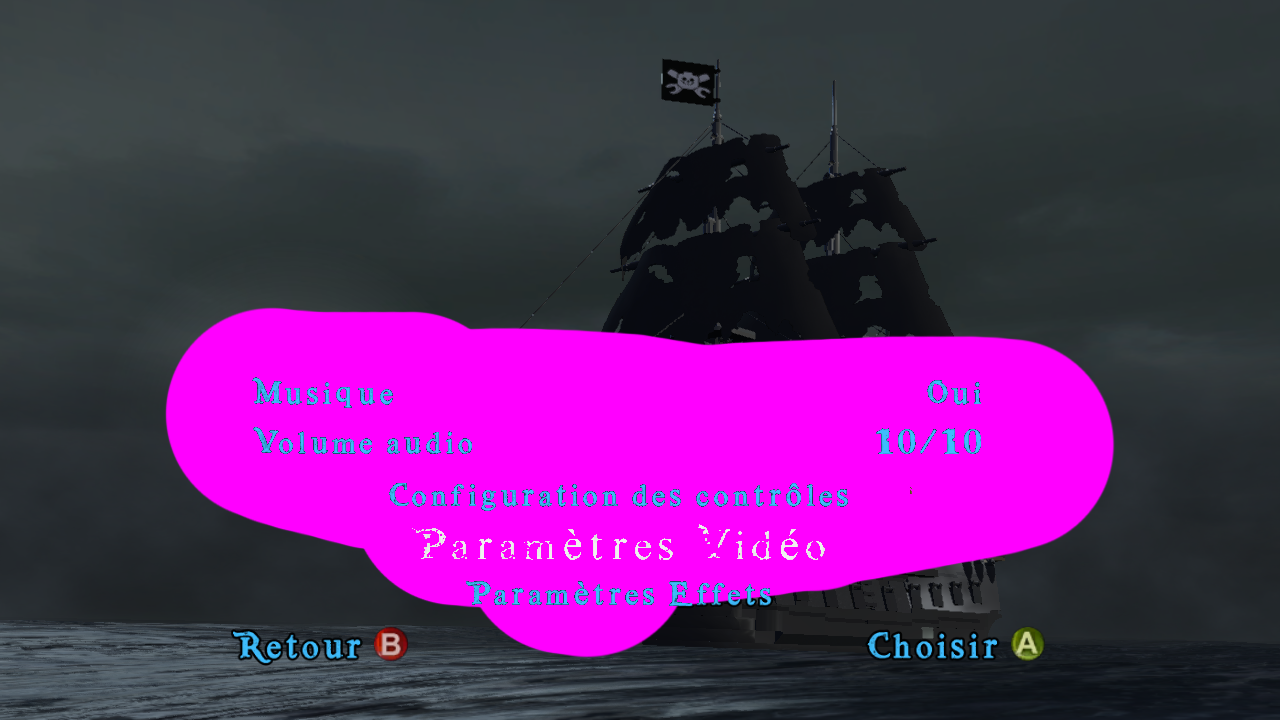 Musique Oui
Volume audio 10/10
Configuration des contrôles
Paramètres Vidéo
Paramètres Effets
Retour B Choisir A